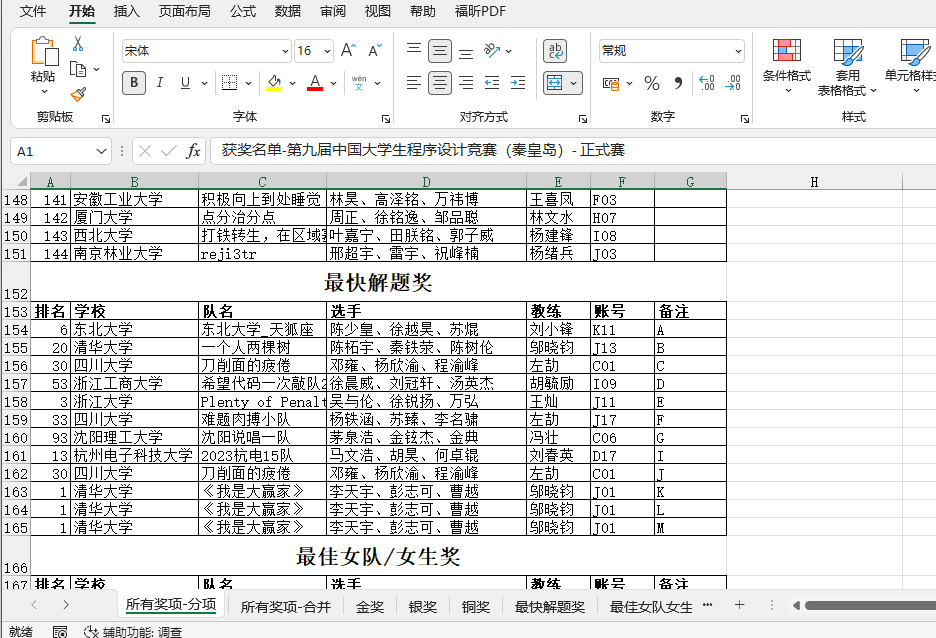 文件 开始 插入 页面布局 公式 数据 审阅 视图 帮助 福昕PDF
宋体 16 A A ab 常规
粘贴 B I U A wén 文 % 条件格式 套用 表格格式 单元格样式
剪贴板 字体 对齐方式 数字 样式
A1 fx 获奖名单-第九届中国大学生程序设计竞赛（秦皇岛）- 正式赛
A B C D E F G H
148 141 安徽工业大学 积极向上到处睡觉 林昊、高泽铭、万祎博 王喜凤 F03
149 142 厦门大学 点分治分点 周正、徐铭逸、邹品聪 林文水 H07
150 143 西北大学 打铁转生，在区域赛 叶嘉宁、田朕铭、郭子威 杨建锋 I08
151 144 南京林业大学 reji3tr 邢超宇、雷宇、祝峰楠 杨绪兵 J03
152 最快解题奖
153 排名 学校 队名 选手 教练 账号 备注
154 6 东北大学 东北大学_天狐座 陈少皇、徐越昊、苏焜 刘小锋 K11 A
155 20 清华大学 一个人两棵树 陈柘宇、秦铁荥、陈树伦 邬晓钧 J13 B
156 30 四川大学 刀削面的疲倦 邓雍、杨欣渝、程渝峰 左劼 C01 C
157 53 浙江工商大学 希望代码一次敲队2 徐晨威、刘冠轩、汤英杰 胡毓励 I09 D
158 3 浙江大学 Plenty of Penalt 吴与伦、徐锐扬、万弘 王灿 J11 E
159 33 四川大学 难题肉搏小队 杨轶涵、苏臻、李名骕 左劼 J17 F
160 93 沈阳理工大学 沈阳说唱一队 茅泉浩、金铉杰、金典 冯壮 C06 G
161 13 杭州电子科技大学 2023杭电15队 马文浩、胡昊、何卓锟 刘春英 D17 I
162 30 四川大学 刀削面的疲倦 邓雍、杨欣渝、程渝峰 左劼 C01 J
163 1 清华大学 《我是大赢家》 李天宇、彭志可、曹越 邬晓钧 J01 K
164 1 清华大学 《我是大赢家》 李天宇、彭志可、曹越 邬晓钧 J01 L
165 1 清华大学 《我是大赢家》 李天宇、彭志可、曹越 邬晓钧 J01 M
166 最佳女队/女生奖
167 排名 学校 队名 选手 教练 账号 备注
所有奖项-分项 所有奖项-合并 金奖 银奖 铜奖 最快解题奖 最佳女队女生 ··· +
就绪 辅助功能: 调查